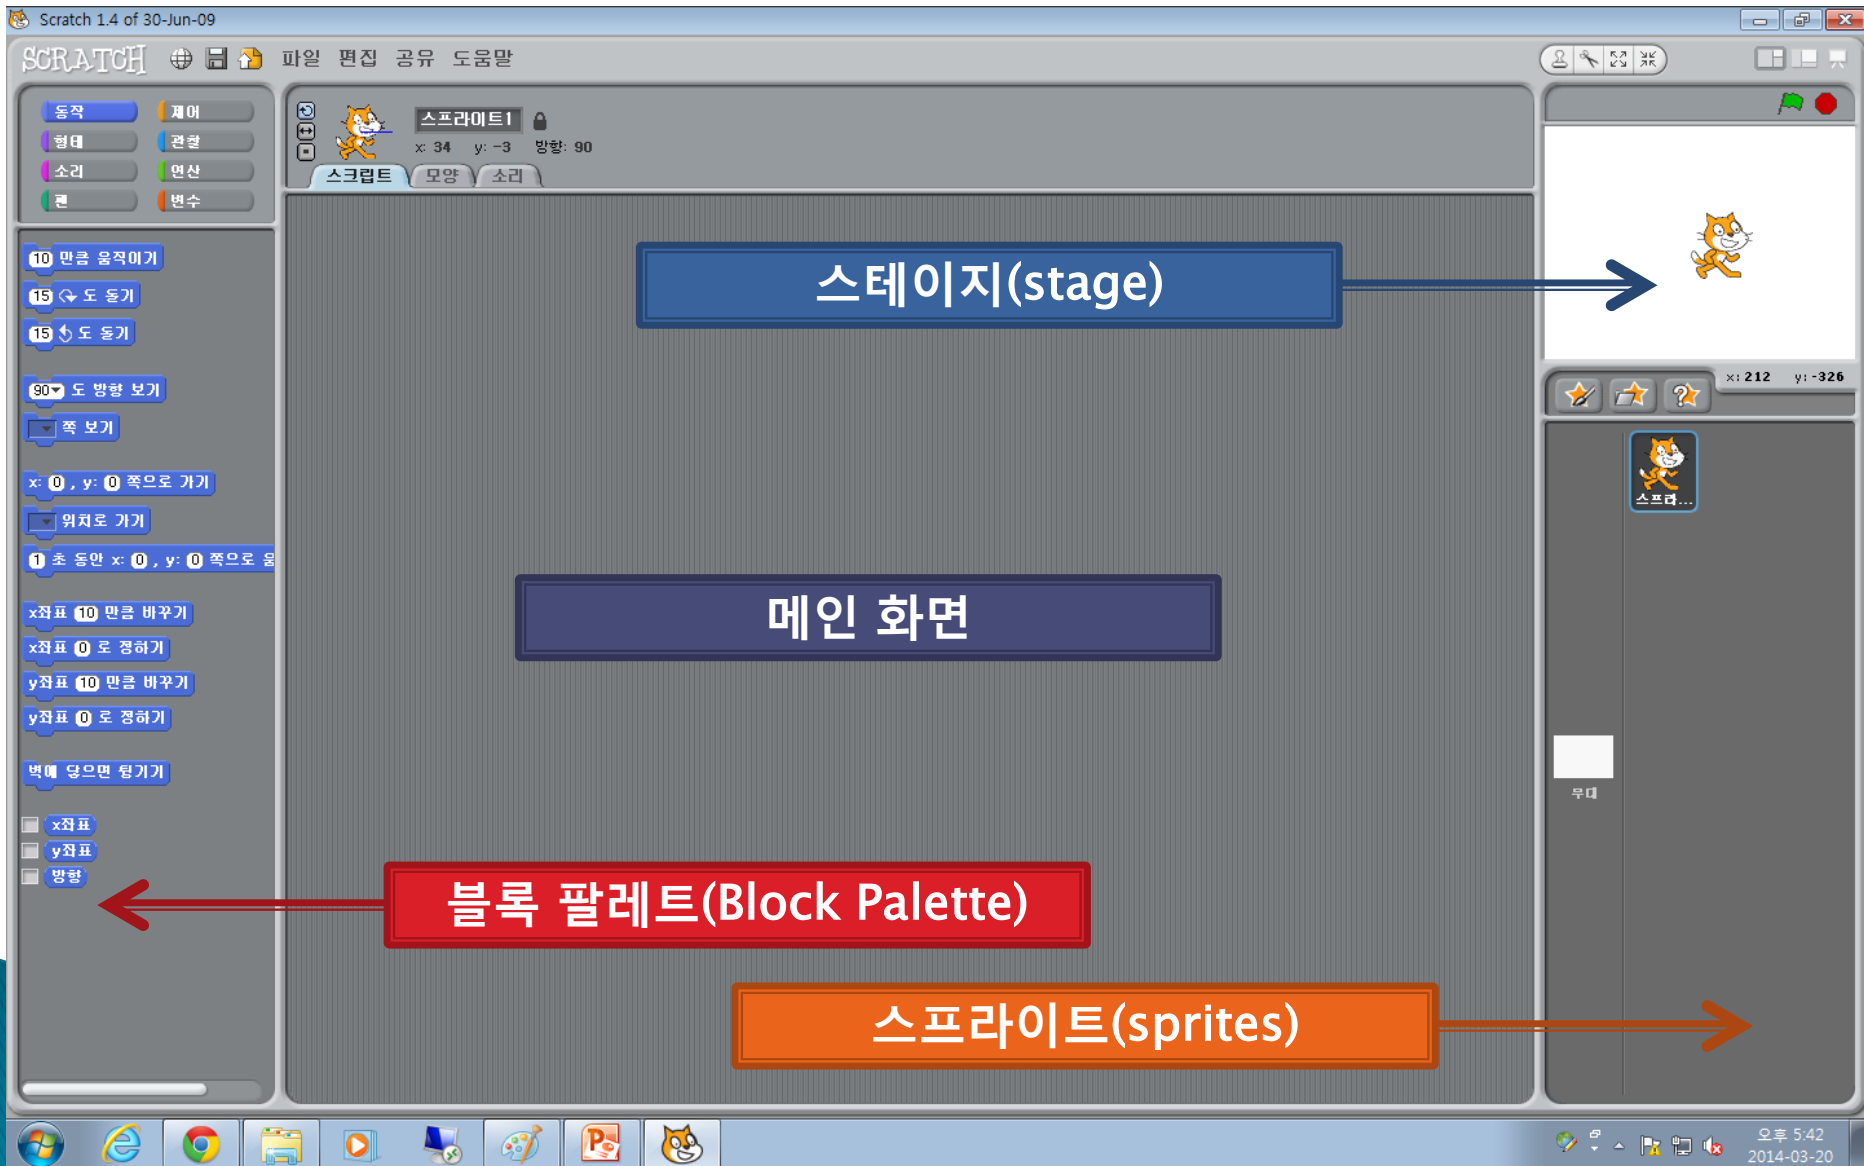 Scratch 1.4 of 30-Jun-09
SCRATCH 파일 편집 공유 도움말
동작 제어
형태 관찰
소리 연산
펜 변수
스프라이트1
x: 34 y: -3 방향: 90
스크립트 모양 소리
10 만큼 움직이기
15 도 돌기
15 도 돌기
90 도 방향 보기
쪽 보기
x: 0 , y: 0 쪽으로 가기
위치로 가기
1 초 동안 x: 0 , y: 0 쪽으로 움
x좌표 10 만큼 바꾸기
x좌표 0 로 정하기
y좌표 10 만큼 바꾸기
y좌표 0 로 정하기
벽에 닿으면 튕기기
x좌표
y좌표
방향
스테이지(stage)
메인 화면
블록 팔레트(Block Palette)
스프라이트(sprites)
x: 212 y: -326
스프라...
무대
오후 5:42
2014-03-20